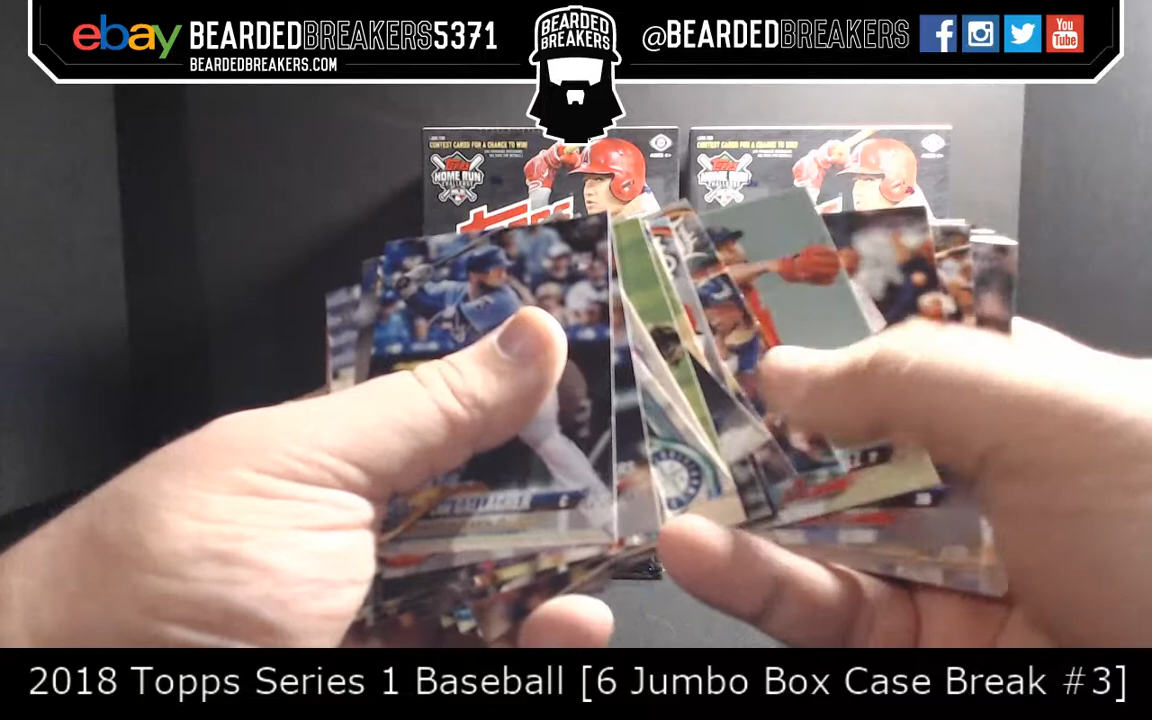 ebay BEARDEDBREAKERS5371
BEARDEDBREAKERS.COM
BEARDED
BREAKERS
@BEARDEDBREAKERS
You
Tube
CONTEST CARDS FOR A CHANCE TO WIN!
TOPPS
HOME RUN
CHALLENGE
CONTEST CARDS FOR A CHANCE TO WIN!
TOPPS
HOME RUN
CHALLENGE
C
2018 Topps Series 1 Baseball [6 Jumbo Box Case Break #3]